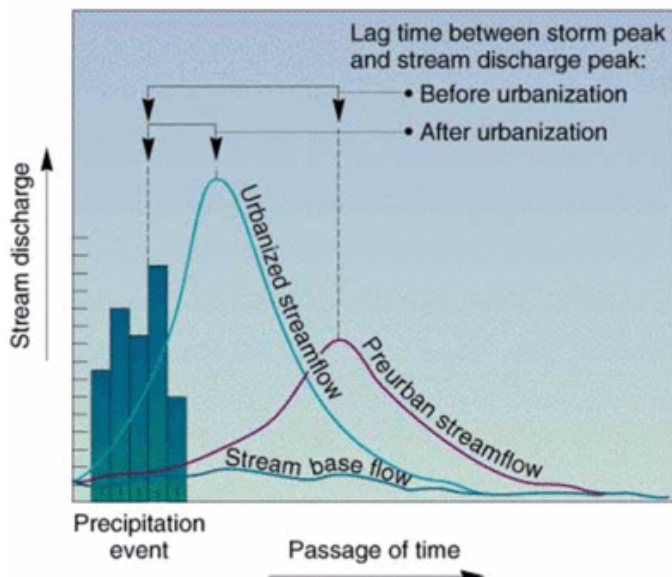 Lag time between storm peak
and stream discharge peak:
• Before urbanization
• After urbanization
Stream discharge
Urbanized streamflow
Preurban streamflow
Stream base flow
Precipitation
event
Passage of time